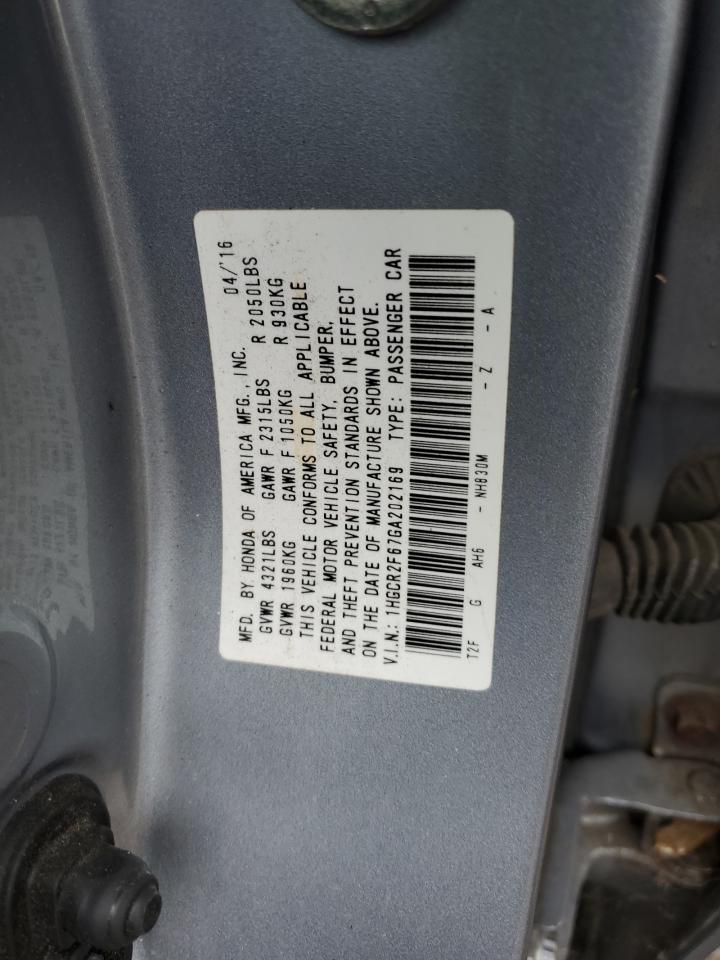 MFD. BY HONDA OF AMERICA MFG., INC. 04/'16
GVWR 4321LBS GAWR F 2315LBS R 2050LBS
GVWR 1960KG GAWR F 1050KG R 930KG
THIS VEHICLE CONFORMS TO ALL APPLICABLE
FEDERAL MOTOR VEHICLE SAFETY, BUMPER,
AND THEFT PREVENTION STANDARDS IN EFFECT
ON THE DATE OF MANUFACTURE SHOWN ABOVE.
V.I.N.: 1HGCR2F67GA202169 TYPE: PASSENGER CAR
T2F G AH6 - NH830M - Z - A